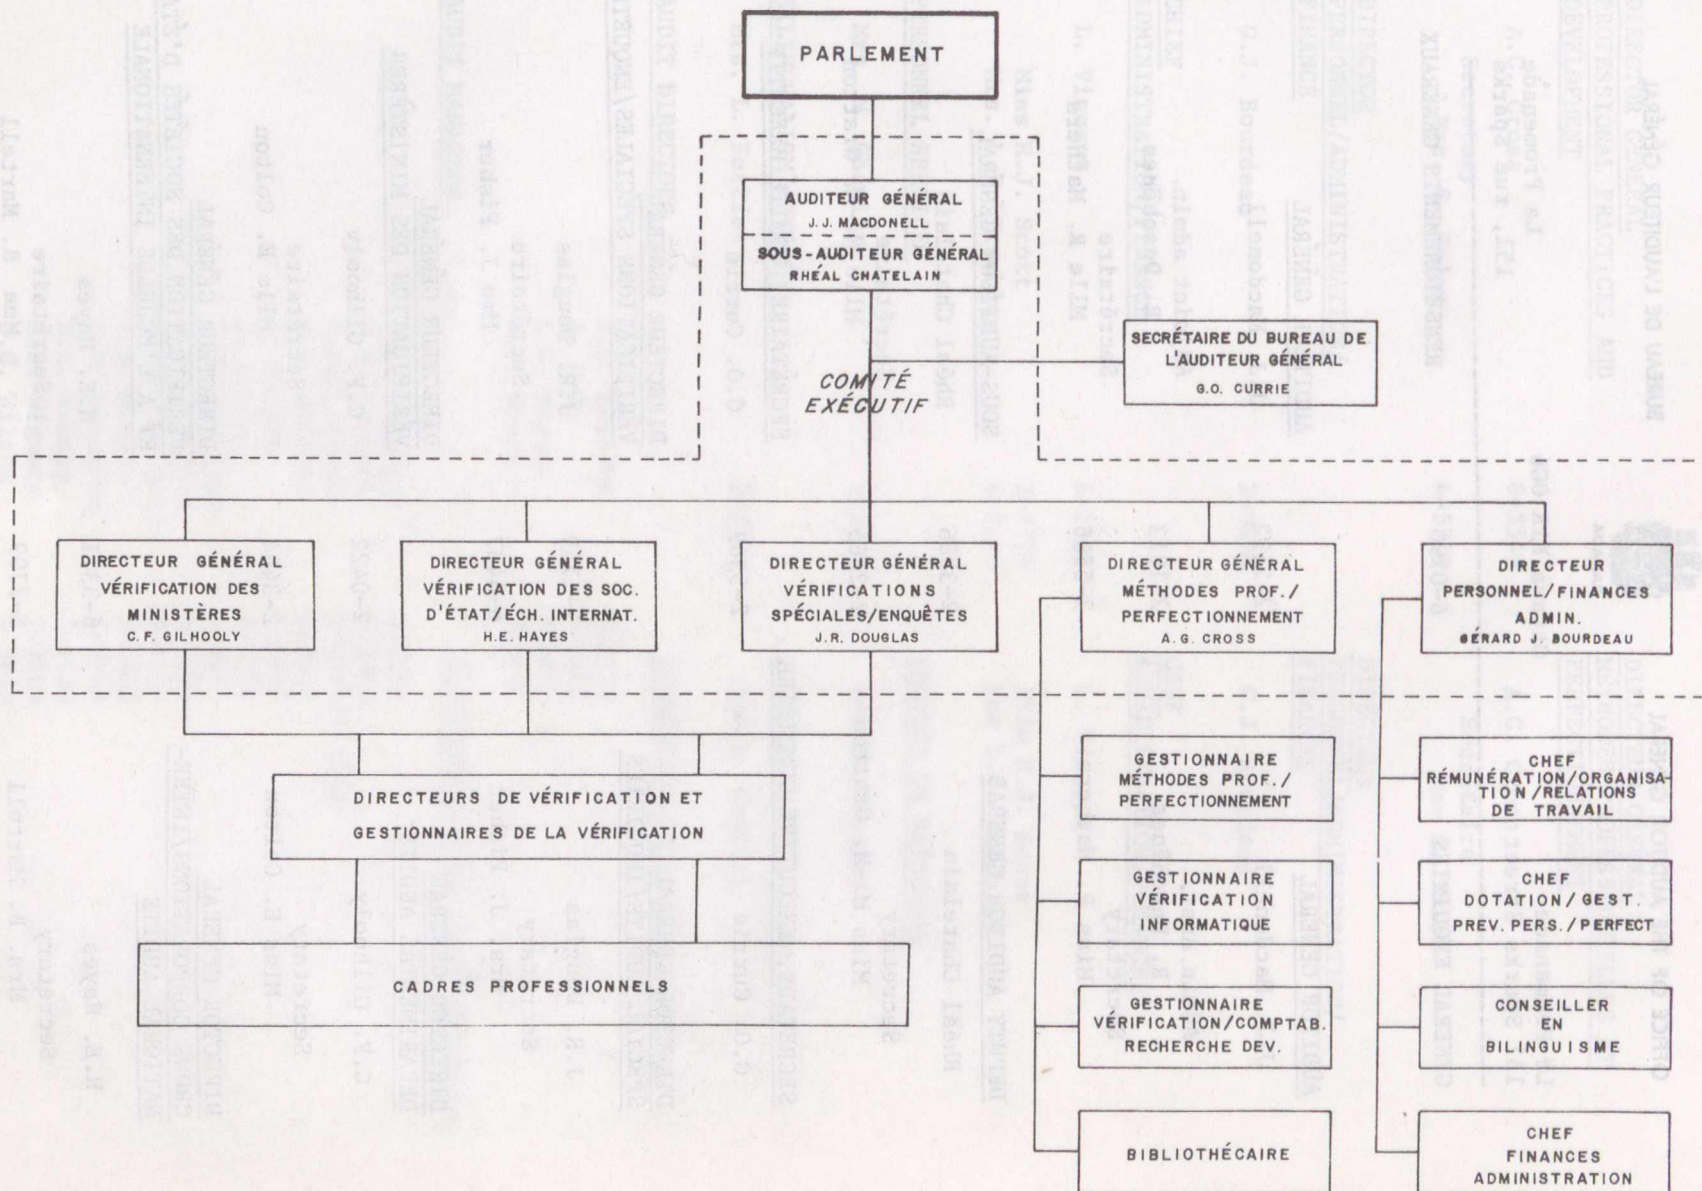 PARLEMENT
AUDITEUR GÉNÉRAL
J.J. MACDONELL
SOUS-AUDITEUR GÉNÉRAL
RHÉAL CHATELAIN
SECRÉTAIRE DU BUREAU DE
L'AUDITEUR GÉNÉRAL
G.O. CURRIE
COMITÉ
EXÉCUTIF
DIRECTEUR GÉNÉRAL
VÉRIFICATION DES
MINISTÈRES
C.F. GILHOOLY
DIRECTEUR GÉNÉRAL
VÉRIFICATION DES SOC.
D'ÉTAT/ÉCH. INTERNAT.
H.E. HAYES
DIRECTEUR GÉNÉRAL
VÉRIFICATIONS
SPÉCIALES/ENQUÊTES
J.R. DOUGLAS
DIRECTEUR GÉNÉRAL
MÉTHODES PROF./
PERFECTIONNEMENT
A.G. CROSS
DIRECTEUR
PERSONNEL/FINANCES
ADMIN.
GÉRARD J. BOURDEAU
DIRECTEURS DE VÉRIFICATION ET
GESTIONNAIRES DE LA VÉRIFICATION
CADRES PROFESSIONNELS
GESTIONNAIRE
MÉTHODES PROF./
PERFECTIONNEMENT
GESTIONNAIRE
VÉRIFICATION
INFORMATIQUE
GESTIONNAIRE
VÉRIFICATION/COMPTAB.
RECHERCHE DEV.
BIBLIOTHÉCAIRE
CHEF
RÉMUNÉRATION/ORGANISA-
TION/RELATIONS
DE TRAVAIL
CHEF
DOTATION/GEST.
PREV. PERS./PERFECT
CONSEILLER
EN
BILINGUISME
CHEF
FINANCES
ADMINISTRATION